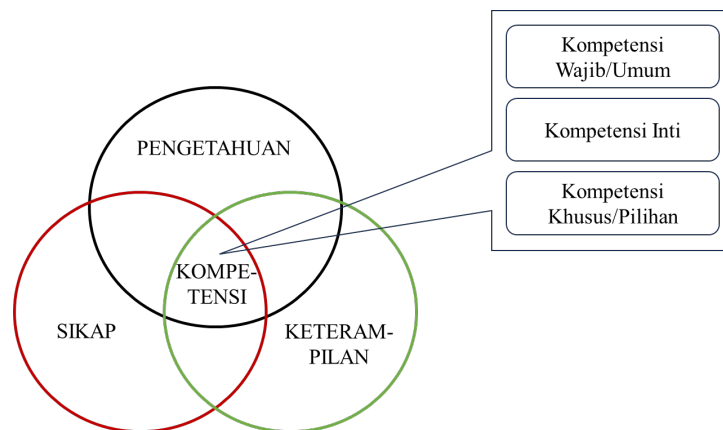 Kompetensi
Wajib/Umum
Kompetensi Inti
Kompetensi
Khusus/Pilihan
PENGETAHUAN
KOMPE-
TENSI
SIKAP
KETERAM-
PILAN